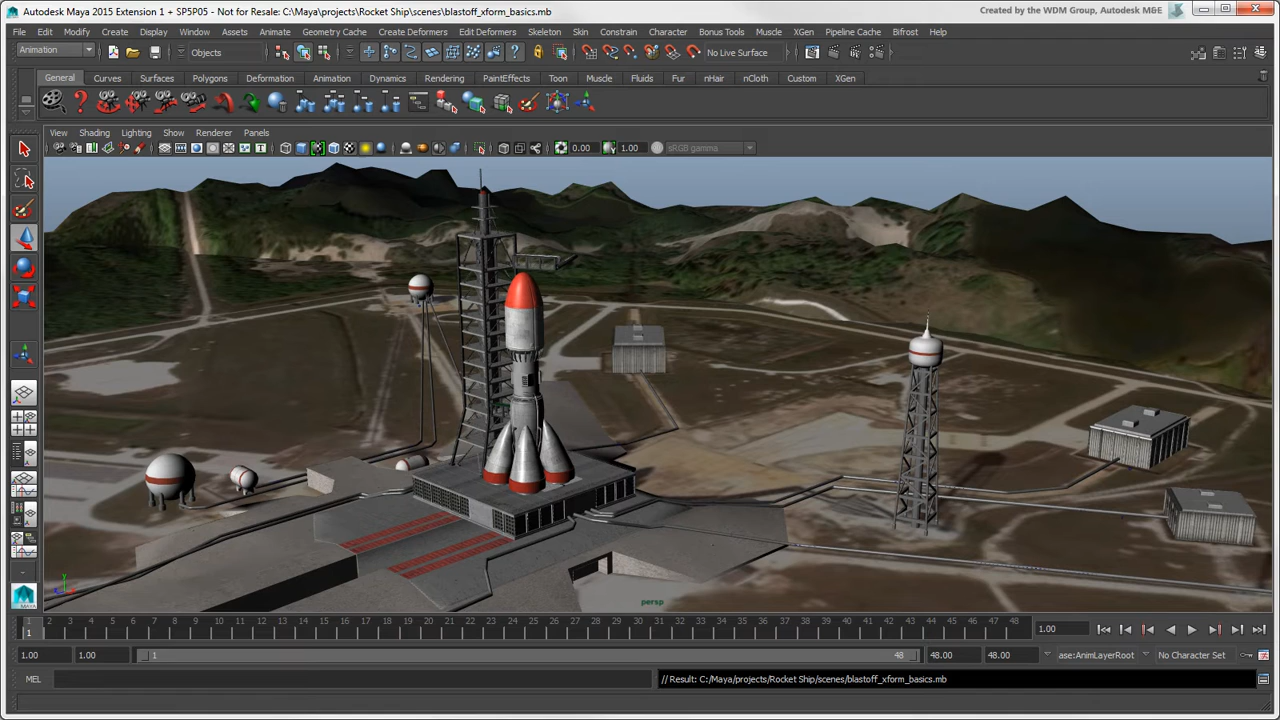 Autodesk Maya 2015 Extension 1 + SP5P05 - Not for Resale: C:\Maya\projects\Rocket Ship\scenes\blastoff_xform_basics.mb
Created by the WDM Group, Autodesk M&E
File Edit Modify Create Display Window Assets Animate Geometry Cache Create Deformers Edit Deformers Skeleton Skin Constrain Character Bonus Tools Muscle XGen Pipeline Cache Bifrost Help
Animation Objects No Live Surface
General Curves Surfaces Polygons Deformation Animation Dynamics Rendering PaintEffects Toon Muscle Fluids Fur nHair nCloth Custom XGen
View Shading Lighting Show Renderer Panels
0.00 1.00 sRGB gamma
persp
1 2 3 4 5 6 7 8 9 10 11 12 13 14 15 16 17 18 19 20 21 22 23 24 25 26 27 28 29 30 31 32 33 34 35 36 37 38 39 40 41 42 43 44 45 46 47 48
1 1.00
1.00 1.00 1 48 48.00 48.00 ase:AnimLayerRoot No Character Set
MEL // Result: C:/Maya/projects/Rocket Ship/scenes/blastoff_xform_basics.mb
MAYA